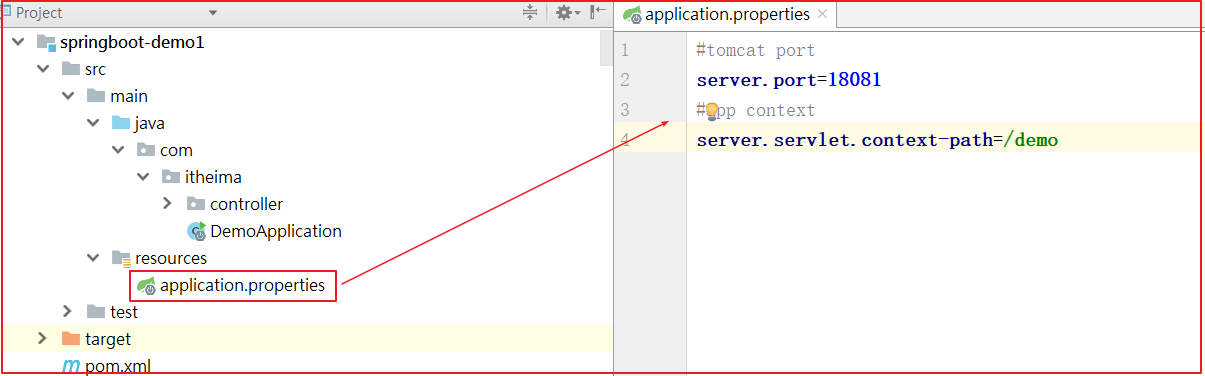 Project
springboot-demo1
src
main
java
com
itheima
controller
DemoApplication
resources
application.properties
test
target
pom.xml
application.properties
1 #tomcat port
2 server.port=18081
3 # pp context
4 server.servlet.context-path=/demo